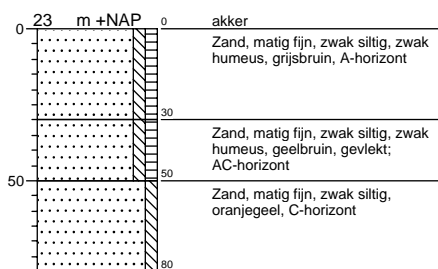 23 m +NAP
0 0 akker
Zand, matig fijn, zwak siltig, zwak
humeus, grijsbruin, A-horizont
30
Zand, matig fijn, zwak siltig, zwak
humeus, geelbruin, gevlekt;
AC-horizont
50 50
Zand, matig fijn, zwak siltig,
oranjegeel, C-horizont
80